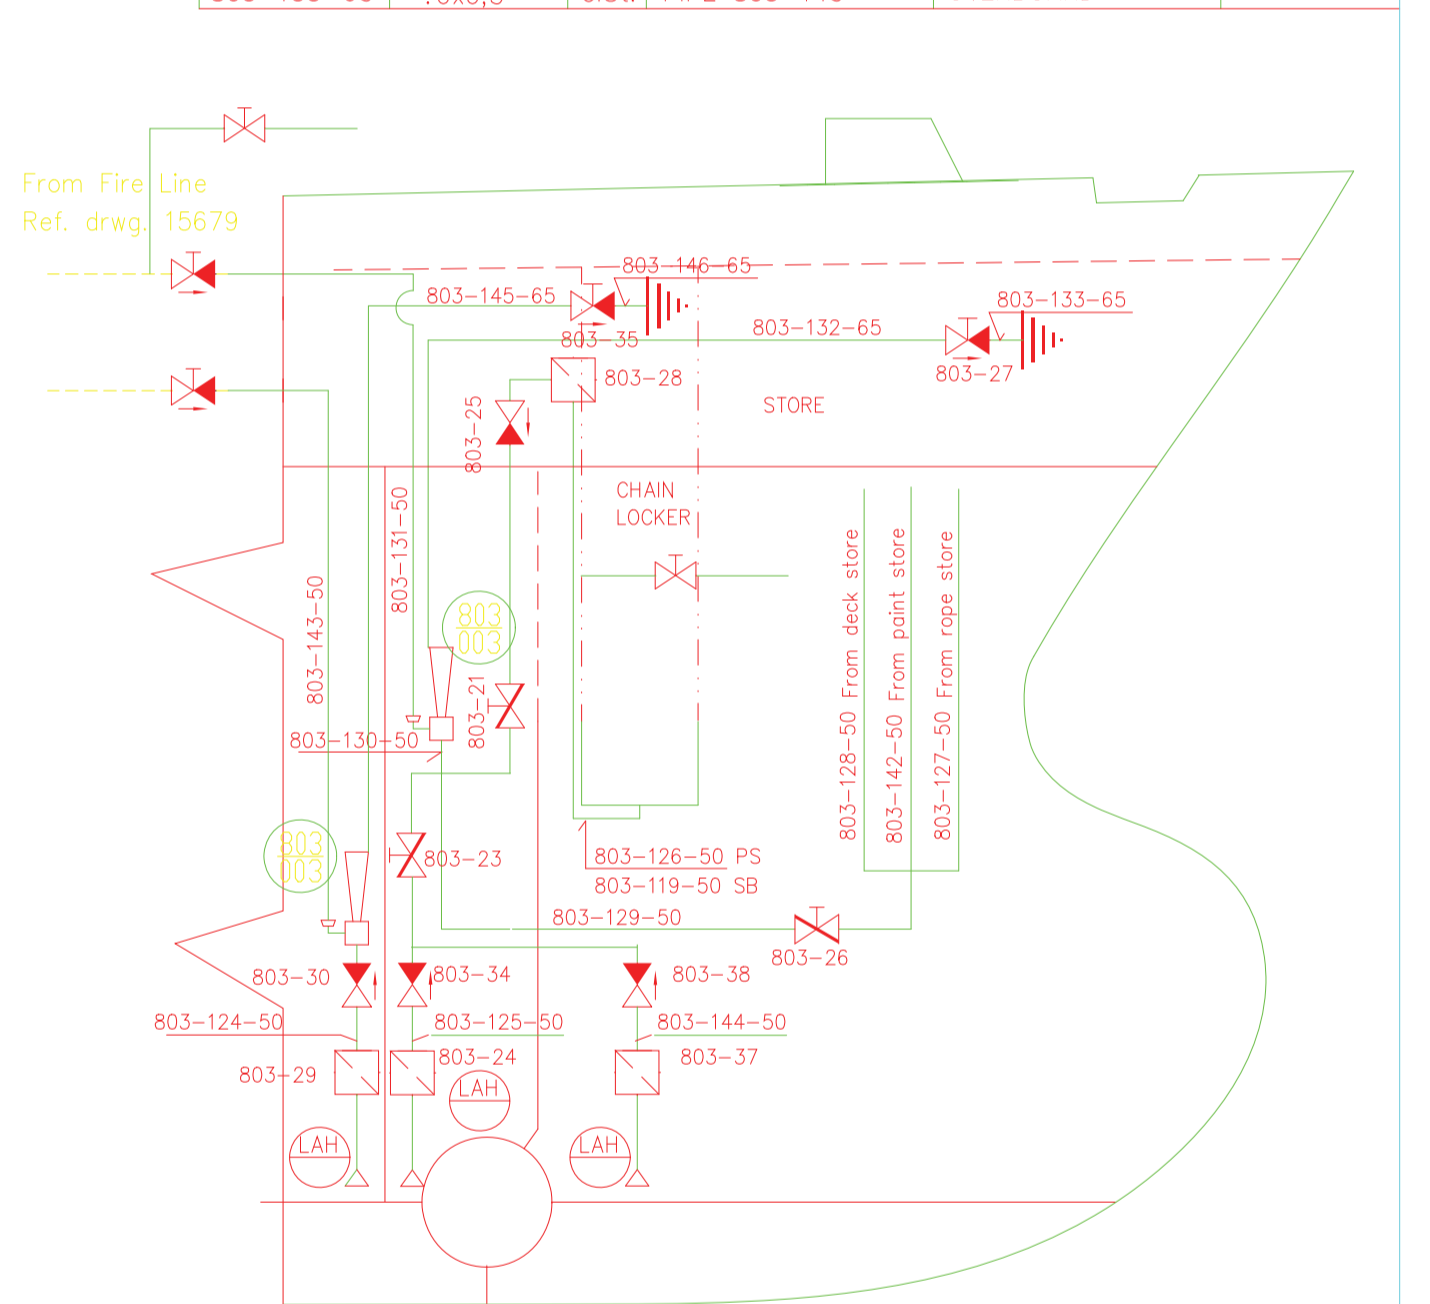 From Fire Line
Ref. drwg. 15679
803-146-65
803-145-65
803-133-65
803-132-65
803-35
803-27
803-28
803-25
STORE
CHAIN
LOCKER
803-131-50
803-143-50
803
003
803-21
803-130-50
803-128-50 From deck store
803-142-50 From paint store
803-127-50 From rope store
803
003
803-23
803-126-50 PS
803-119-50 SB
803-129-50
803-26
803-30
803-34
803-38
803-124-50
803-125-50
803-144-50
803-29
803-24
803-37
LAH
LAH
LAH